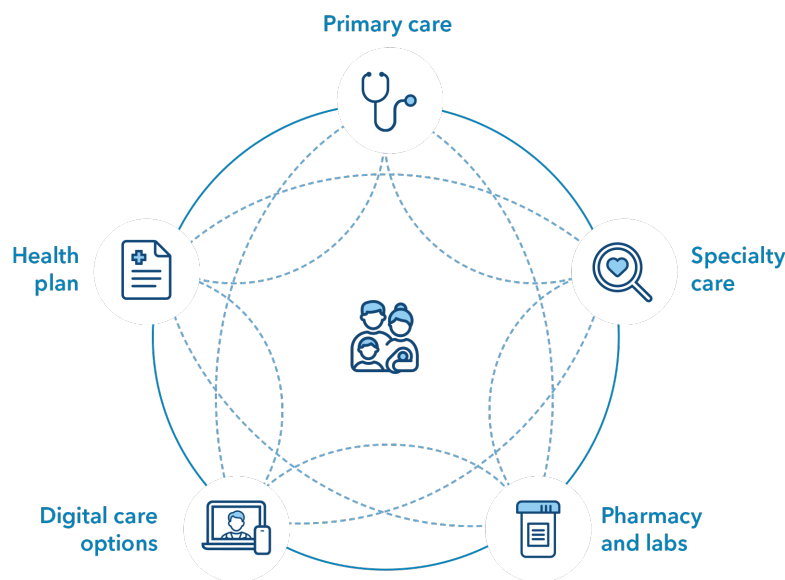 Primary care
Health
plan
Specialty
care
Digital care
options
Pharmacy
and labs